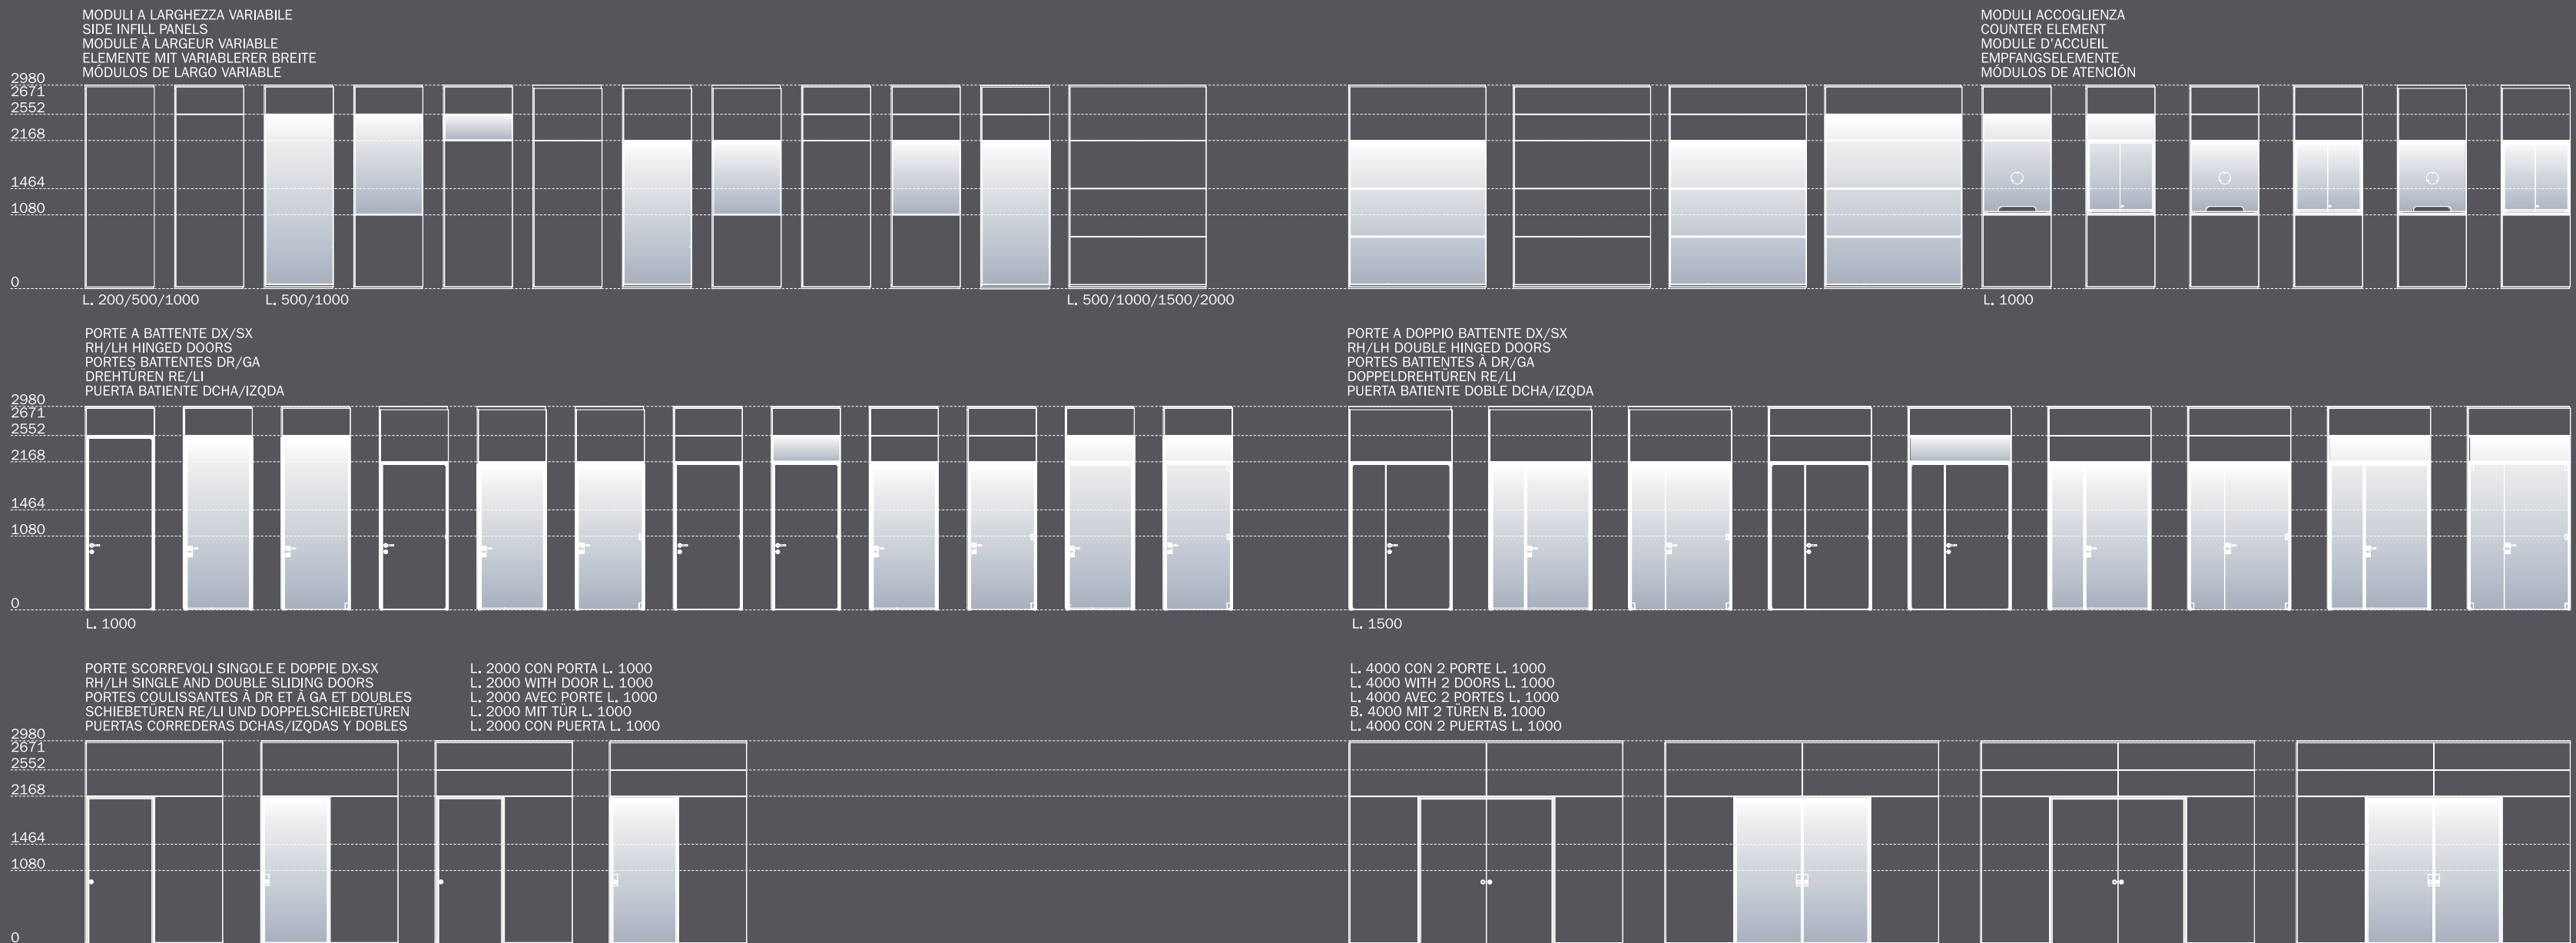 MODULI A LARGHEZZA VARIABILE
SIDE INFILL PANELS
MODULE À LARGEUR VARIABLE
ELEMENTE MIT VARIABLERER BREITE
MÓDULOS DE LARGO VARIABLE
MODULI ACCOGLIENZA
COUNTER ELEMENT
MODULE D'ACCUEIL
EMPFANGSELEMENTE
MÓDULOS DE ATENCIÓN
2980
2671
2552
2168
1464
1080
0
L. 200/500/1000
L. 500/1000
L. 500/1000/1500/2000
L. 1000
PORTE A BATTENTE DX/SX
RH/LH HINGED DOORS
PORTES BATTENTES DR/GA
DREHTÜREN RE/LI
PUERTA BATIENTE DCHA/IZQDA
PORTE A DOPPIO BATTENTE DX/SX
RH/LH DOUBLE HINGED DOORS
PORTES BATTENTES À DR/GA
DOPPELDREHTÜREN RE/LI
PUERTA BATIENTE DOBLE DCHA/IZQDA
2980
2671
2552
2168
1464
1080
0
L. 1000
L. 1500
PORTE SCORREVOLI SINGOLE E DOPPIE DX-SX
RH/LH SINGLE AND DOUBLE SLIDING DOORS
PORTES COULISSANTES À DR ET À GA ET DOUBLES
SCHIEBETÜREN RE/LI UND DOPPELSCHIEBETÜREN
PUERTAS CORREDERAS DCHAS/IZQDAS Y DOBLES
L. 2000 CON PORTA L. 1000
L. 2000 WITH DOOR L. 1000
L. 2000 AVEC PORTE L. 1000
L. 2000 MIT TÜR L. 1000
L. 2000 CON PUERTA L. 1000
L. 4000 CON 2 PORTE L. 1000
L. 4000 WITH 2 DOORS L. 1000
L. 4000 AVEC 2 PORTES L. 1000
B. 4000 MIT 2 TÜREN B. 1000
L. 4000 CON 2 PUERTAS L. 1000
2980
2671
2552
2168
1464
1080
0